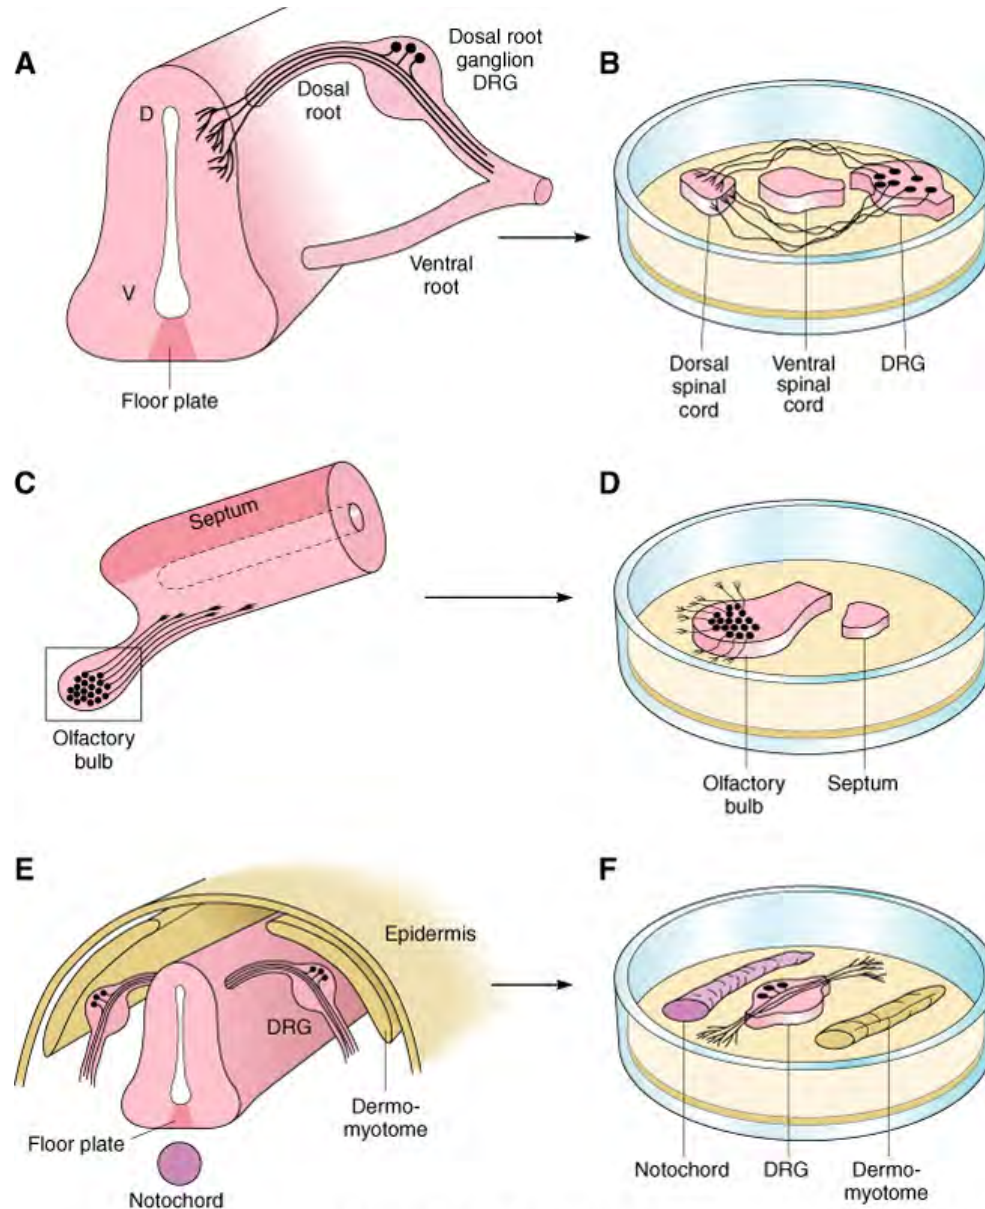 A
Dosal root
ganglion
DRG
Dosal
root
D
V
Ventral
root
Floor plate
B
Dorsal
spinal
cord
Ventral
spinal
cord
DRG
C
Septum
Olfactory
bulb
D
Olfactory
bulb
Septum
E
Epidermis
DRG
Dermo-
myotome
Floor plate
Notochord
F
Notochord
DRG
Dermo-
myotome